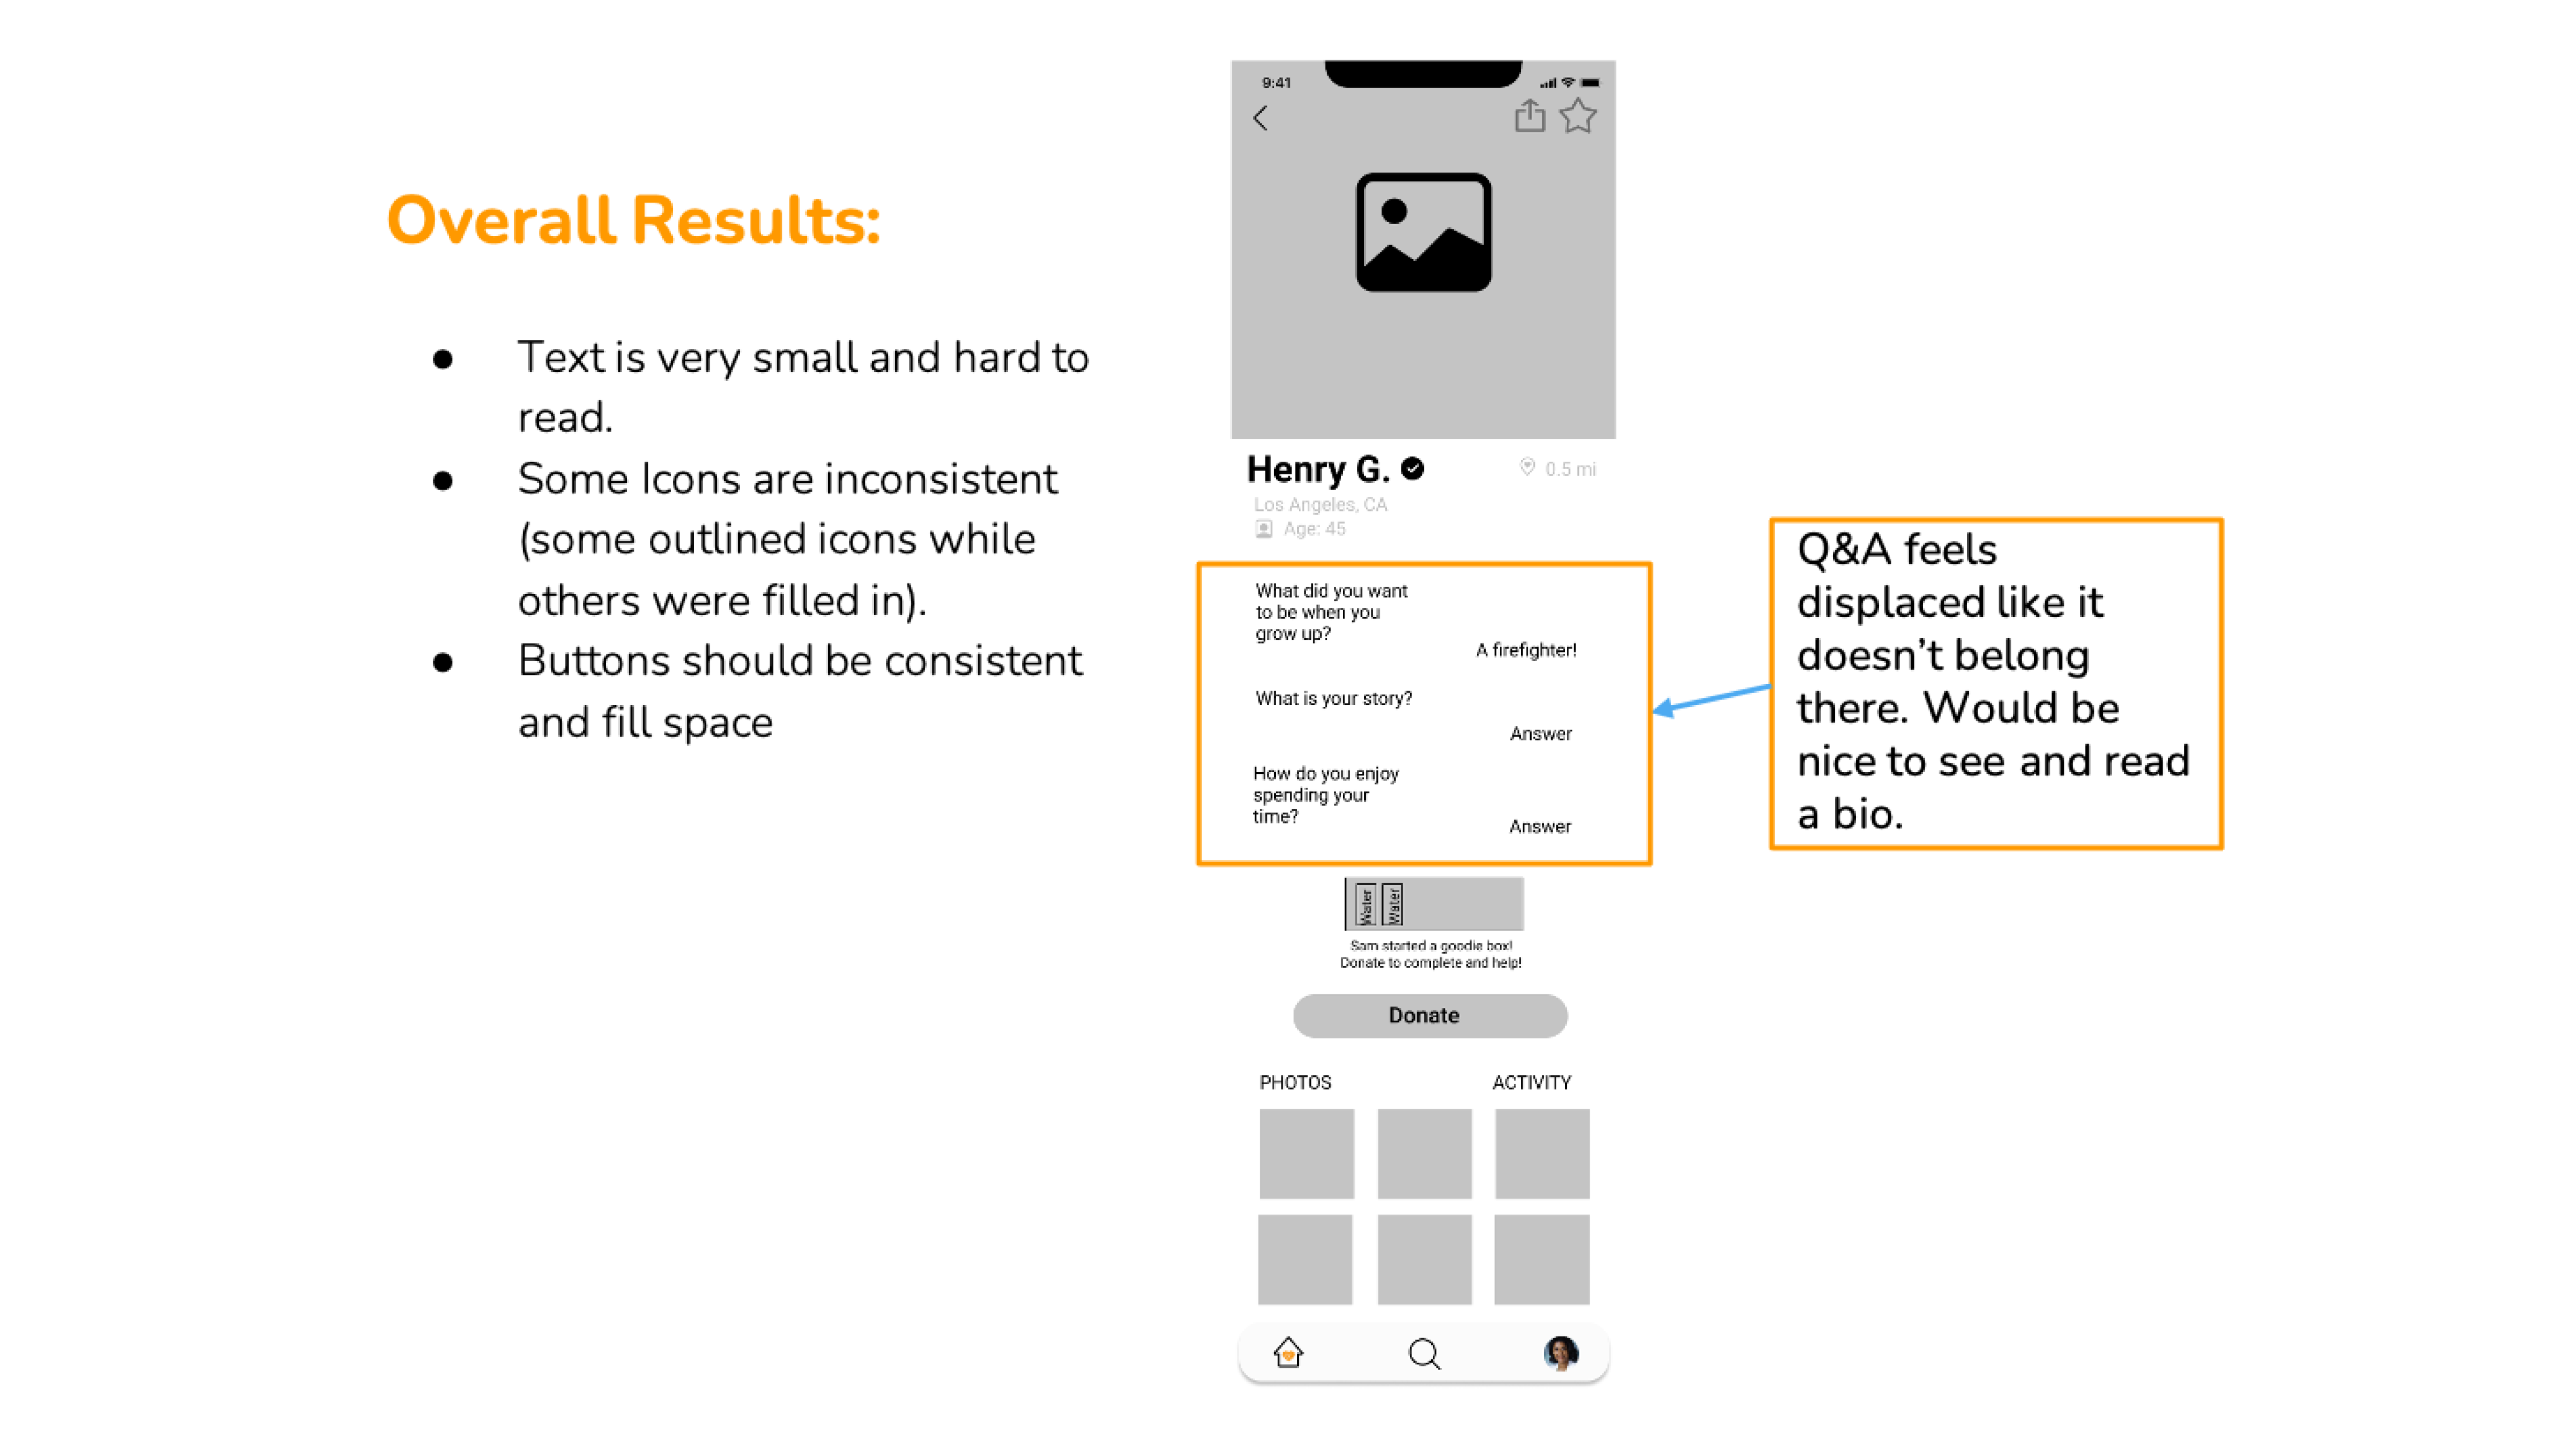 Overall Results:
● Text is very small and hard to
read.
● Some Icons are inconsistent
(some outlined icons while
others were filled in).
● Buttons should be consistent
and fill space
9:41
Henry G.
0.5 mi
Los Angeles, CA
Age: 45
What did you want
to be when you
grow up?
A firefighter!
What is your story?
Answer
How do you enjoy
spending your
time?
Answer
Water
Water
Sam started a goodie box!
Donate to complete and help!
Donate
PHOTOS
ACTIVITY
Q&A feels
displaced like it
doesn’t belong
there. Would be
nice to see and read
a bio.